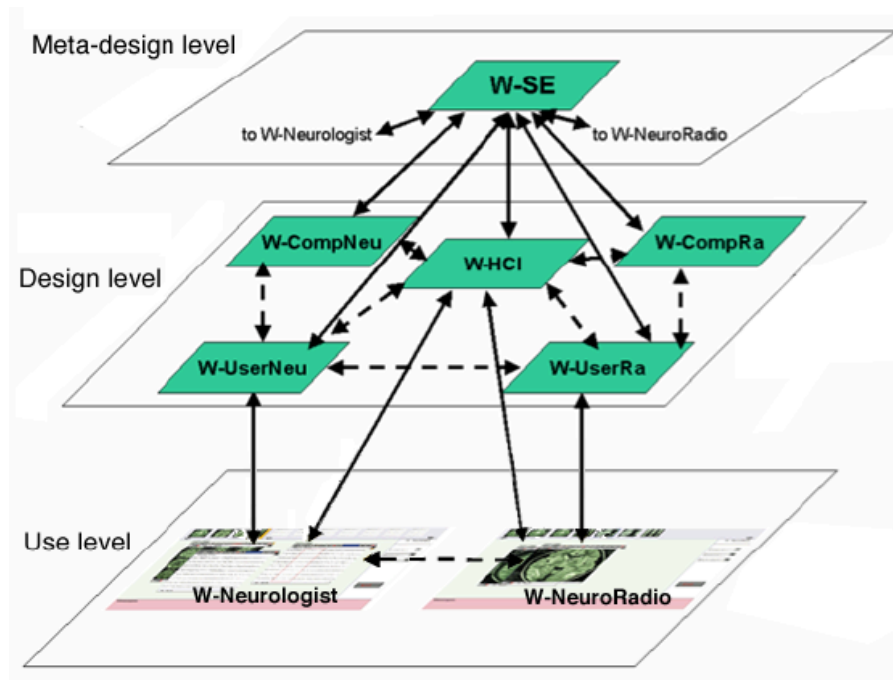 Meta-design level
W-SE
to W-Neurologist
to W-NeuroRadio
W-CompNeu
W-CompRa
W-HCI
Design level
W-UserNeu
W-UserRa
Use level
W-Neurologist
W-NeuroRadio